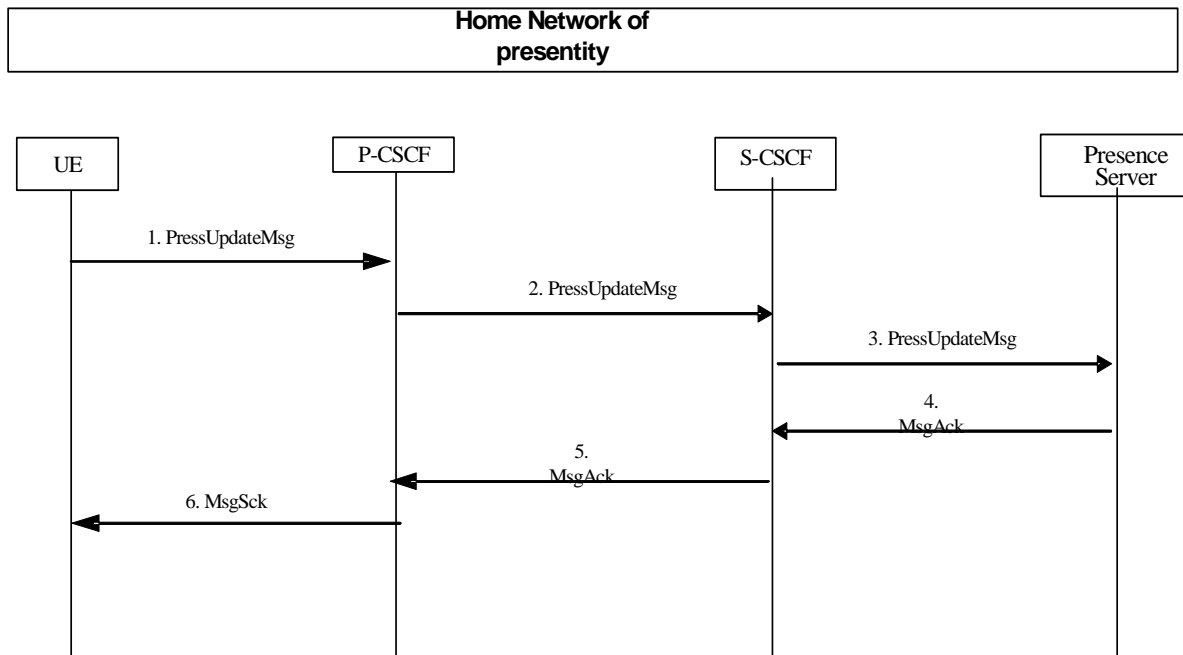 Home Network of
presentity
UE
P-CSCF
S-CSCF
Presence
Server
1. PressUpdateMsg
2. PressUpdateMsg
3. PressUpdateMsg
4.
MsgAck
5.
MsgAck
6. MsgSck